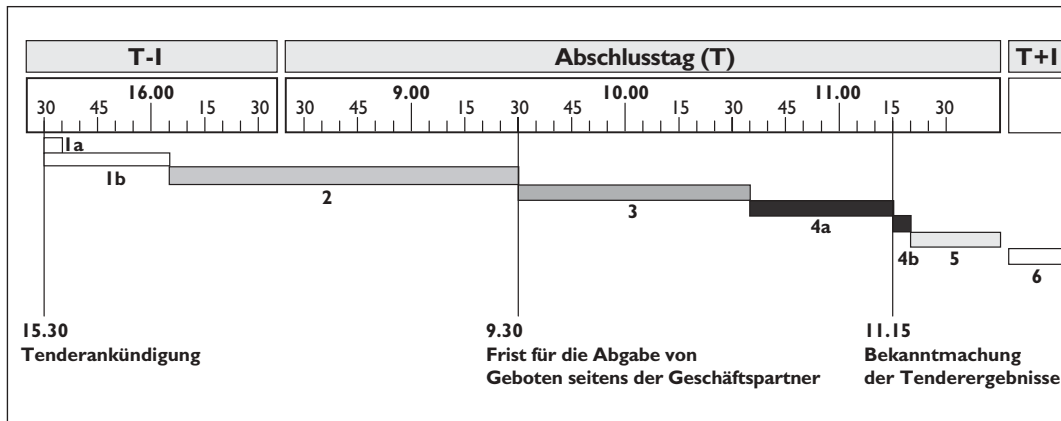 T-1
Abschlusstag (T)
T+1
16.00
9.00
10.00
11.00
30 45 15 30
30 45 15 30 45 15 45 15 30
1a
1b
2
3
4a
4b
5
6
15.30
Tenderankündigung
9.30
Frist für die Abgabe von
Geboten seitens der Geschäftspartner
11.15
Bekanntmachung
der Tenderergebnisse